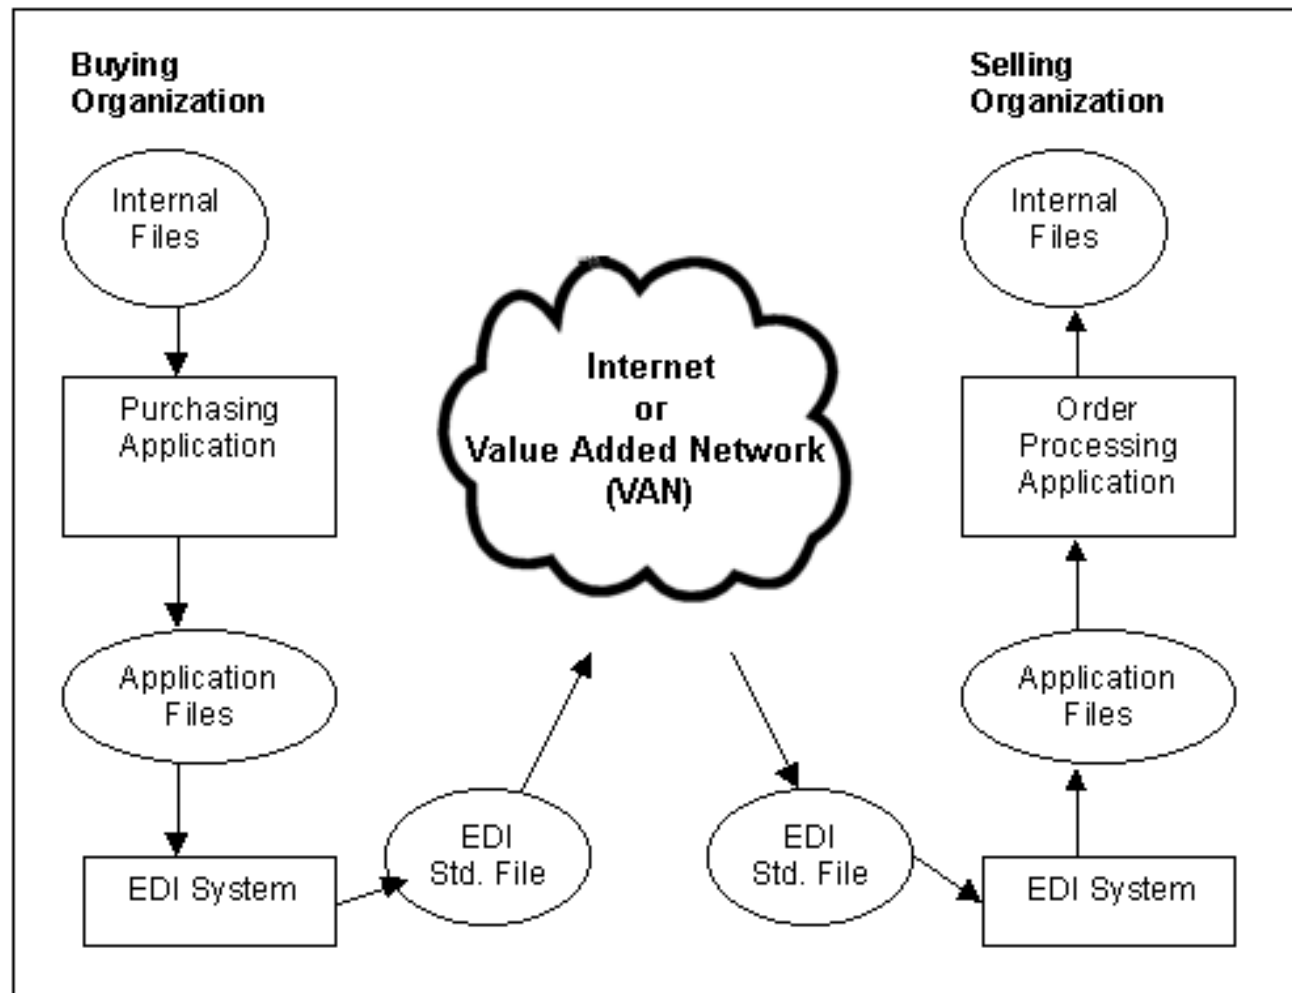 Buying
Organization
Selling
Organization
Internal
Files
Internal
Files
Internet
or
Value Added Network
(VAN)
Purchasing
Application
Order
Processing
Application
Application
Files
Application
Files
EDI System
EDI
Std. File
EDI
Std. File
EDI System